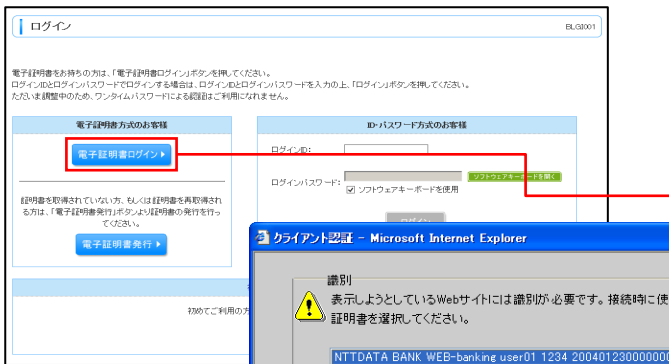 ログイン
BLGI001
電子証明書をお持ちの方は、「電子証明書ログイン」ボタンを押してください。
ログインIDとログインパスワードでログインする場合は、ログインIDとログインパスワードを入力の上、「ログイン」ボタンを押してください。
ただいま調整中のため、ワンタイムパスワードによる認証はご利用になれません。
電子証明書方式のお客様
ID・パスワード方式のお客様
電子証明書ログイン
ログインID:
ログインパスワード:
ソフトウェアキーボードを開く
ソフトウェアキーボードを使用
証明書を取得されていない方、もしくは証明書を再取得され
る方は、「電子証明書発行」ボタンより証明書の発行を行っ
てください。
ログイン
電子証明書発行
初めてご利用の方
クライアント認証 - Microsoft Internet Explorer
識別
表示しようとしているWebサイトには識別が必要です。接続時に使
証明書を選択してください。
NTTDATA BANK WEB-banking user01 1234 20040123000000